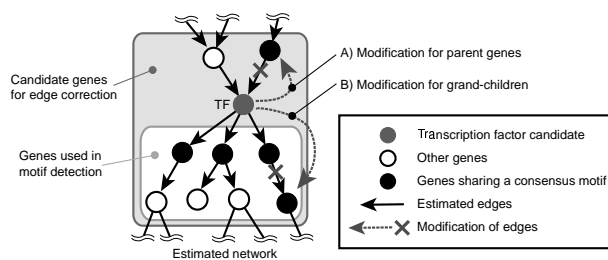 A) Modification for parent genes
Candidate genes
for edge correction
B) Modification for grand-children
TF
Genes used in
motif detection
Transcription factor candidate
Other genes
Genes sharing a consensus motif
Estimated edges
Modification of edges
Estimated network